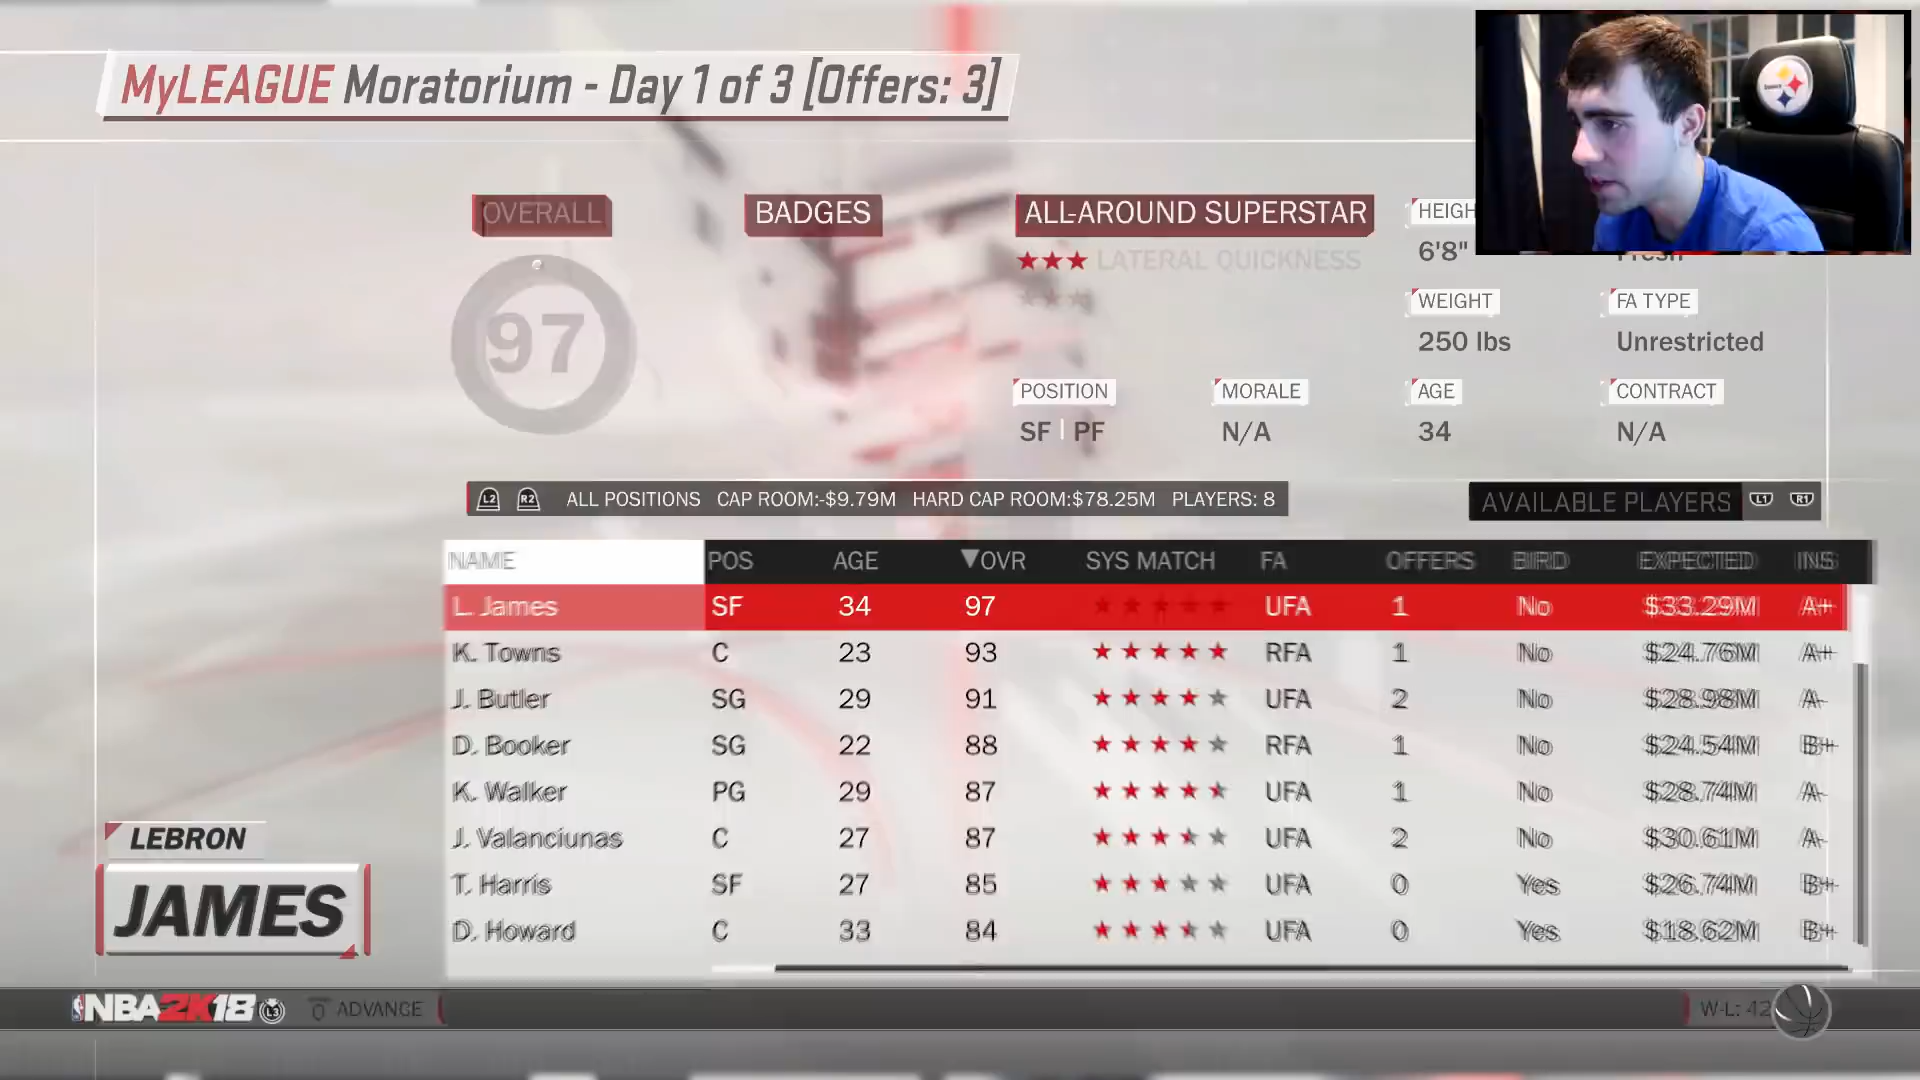 MyLEAGUE Moratorium - Day 1 of 3 [Offers: 3]
OVERALL
97
BADGES
ALL-AROUND SUPERSTAR
LATERAL QUICKNESS
POSITION
SF | PF
MORALE
N/A
HEIGH
6'8"
WEIGHT
250 lbs
FA TYPE
Unrestricted
AGE
34
CONTRACT
N/A
L2 R2 ALL POSITIONS CAP ROOM:-$9.79M HARD CAP ROOM:$78.25M PLAYERS: 8
AVAILABLE PLAYERS L1 R1
NAME POS AGE ▼OVR SYS MATCH FA OFFERS BIRD EXPECTED INS
L. James SF 34 97 UFA 1 No $33.29M A+
K. Towns C 23 93 RFA 1 No $24.76M A+
J. Butler SG 29 91 UFA 2 No $28.98M A-
D. Booker SG 22 88 RFA 1 No $24.54M B+
K. Walker PG 29 87 UFA 1 No $28.74M A-
J. Valanciunas C 27 87 UFA 2 No $30.61M A-
T. Harris SF 27 85 UFA 0 Yes $26.74M B+
D. Howard C 33 84 UFA 0 Yes $18.62M B+
LEBRON
JAMES
NBA2K18 L3 ADVANCE
W-L: 42